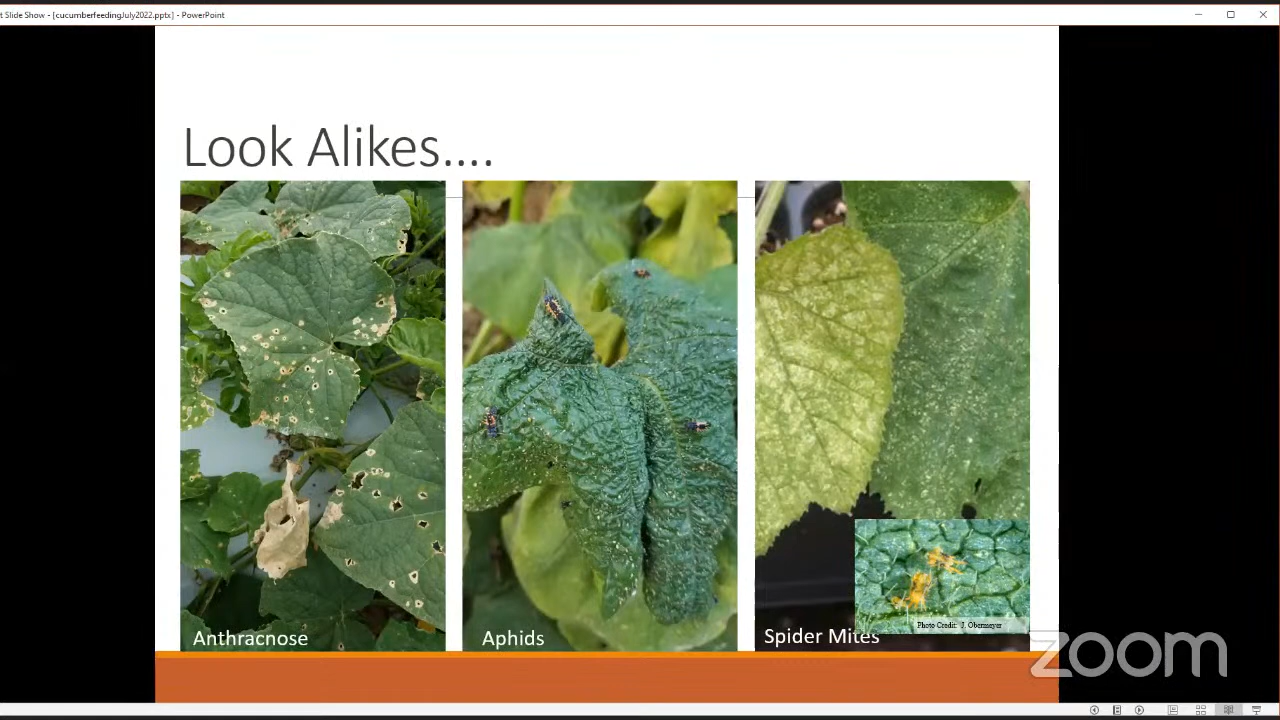 t Slide Show - [cucumberfeedingJuly2022.pptx] - PowerPoint
Look Alikes....
Anthracnose
Aphids
Spider Mites
Photo Credit: J. Obermeyer
zoom